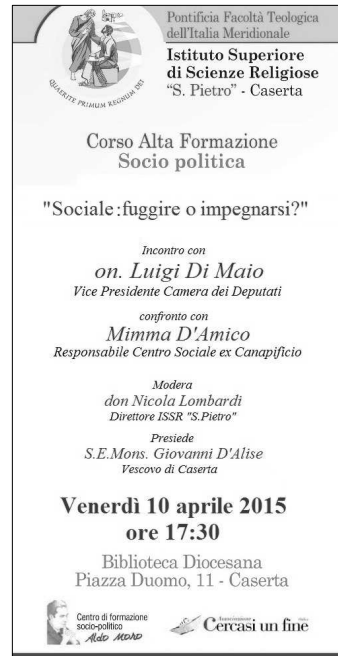 Pontificia Facoltà Teologica
dell'Italia Meridionale
Istituto Superiore
di Scienze Religiose
"S. Pietro" - Caserta
QUAERITE PRIMUM REGNUM DEI
Corso Alta Formazione
Socio politica
"Sociale:fuggire o impegnarsi?"
Incontro con
on. Luigi Di Maio
Vice Presidente Camera dei Deputati
confronto con
Mimma D'Amico
Responsabile Centro Sociale ex Canapificio
Modera
don Nicola Lombardi
Direttore ISSR "S.Pietro"
Presiede
S.E.Mons. Giovanni D'Alise
Vescovo di Caserta
Venerdì 10 aprile 2015
ore 17:30
Biblioteca Diocesana
Piazza Duomo, 11 - Caserta
Centro di formazione
socio-politico
Aldo MORO
Associazione
Cercasi un fine